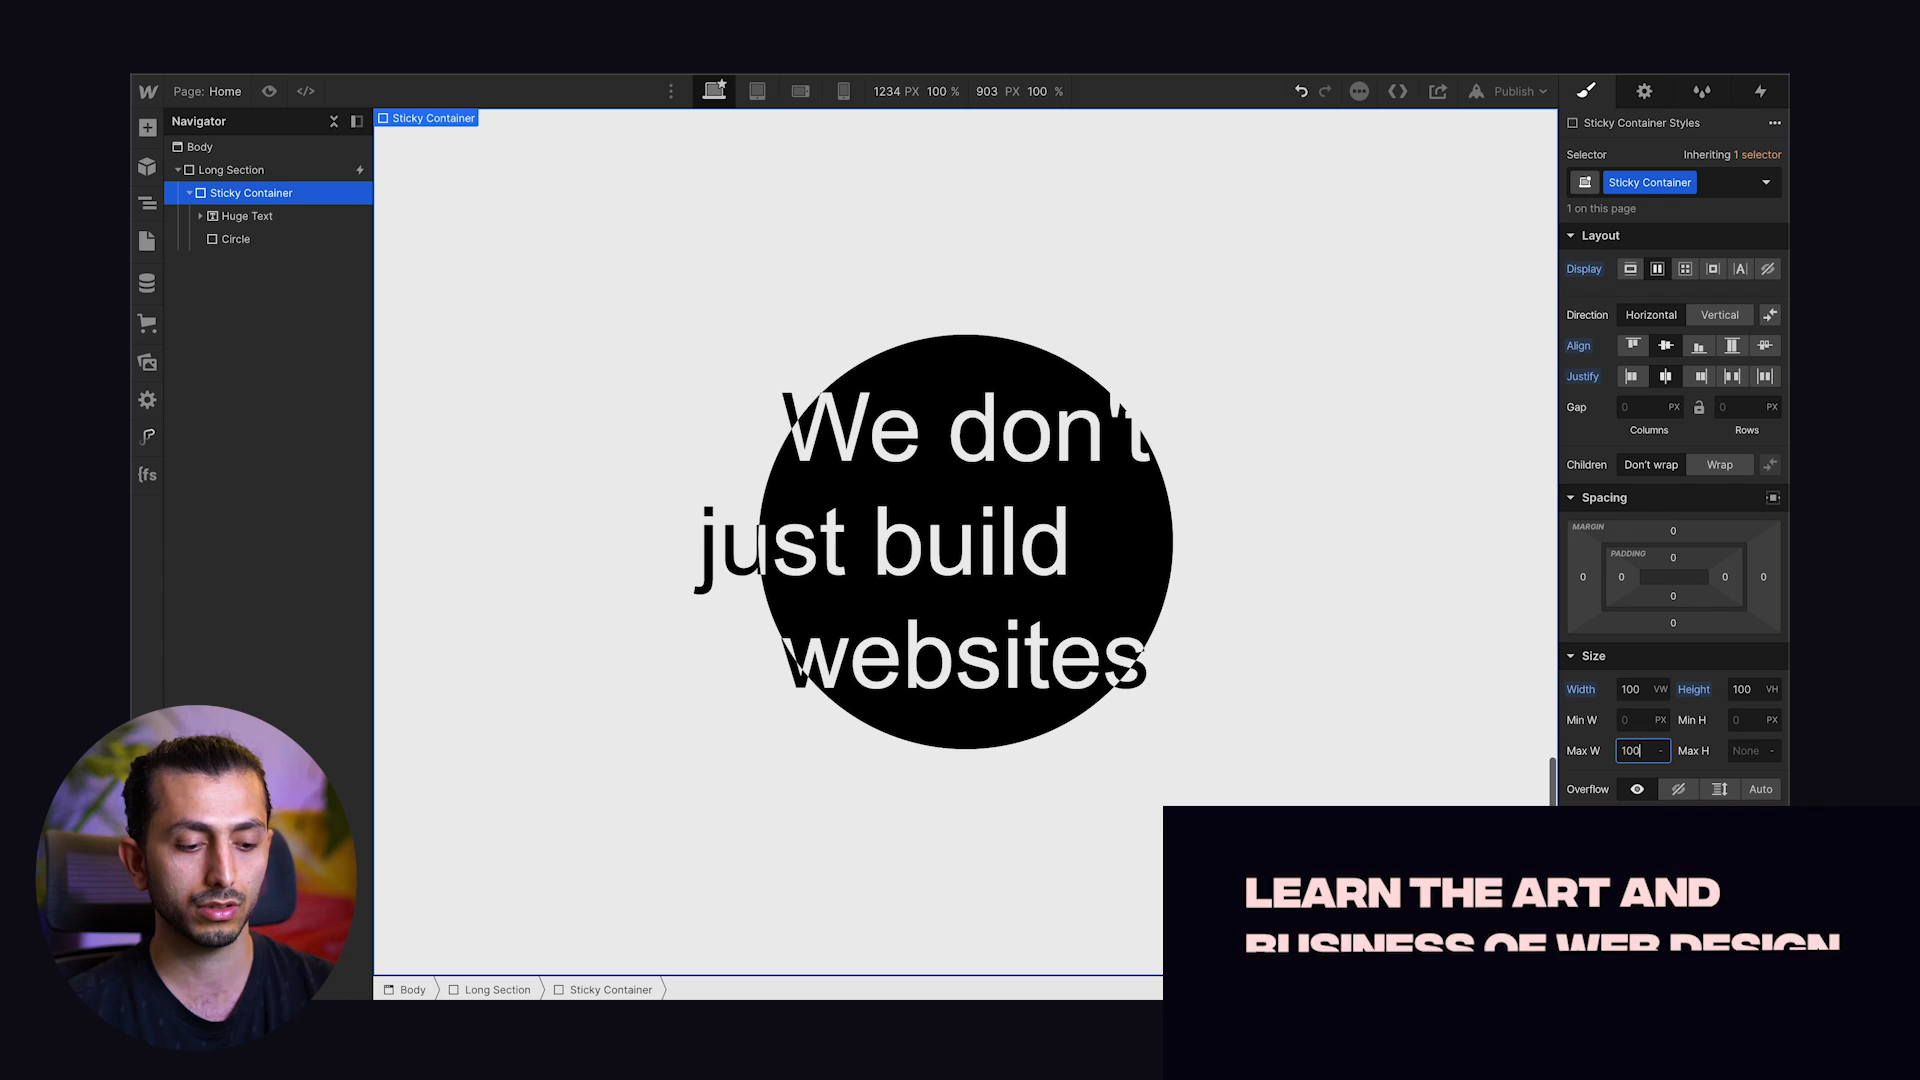 Page: Home
</>
1234 PX 100 % 903 PX 100 %
Publish
Navigator
Body
Long Section
Sticky Container
Huge Text
Circle
{fs
Sticky Container
We don't
just build
websites
Sticky Container Styles
Selector
Inheriting 1 selector
Sticky Container
1 on this page
Layout
Display
Direction Horizontal Vertical
Align
Justify
Gap 0 PX 0 PX
Columns Rows
Children Don't wrap Wrap
Spacing
MARGIN
0
PADDING
0
0 0 0 0
0
0
Size
Width 100 VW Height 100 VH
Min W 0 PX Min H 0 PX
Max W 100 - Max H None -
Overflow Auto
Body Long Section Sticky Container
LEARN THE ART AND
BUSINESS OF WEB DESIGN